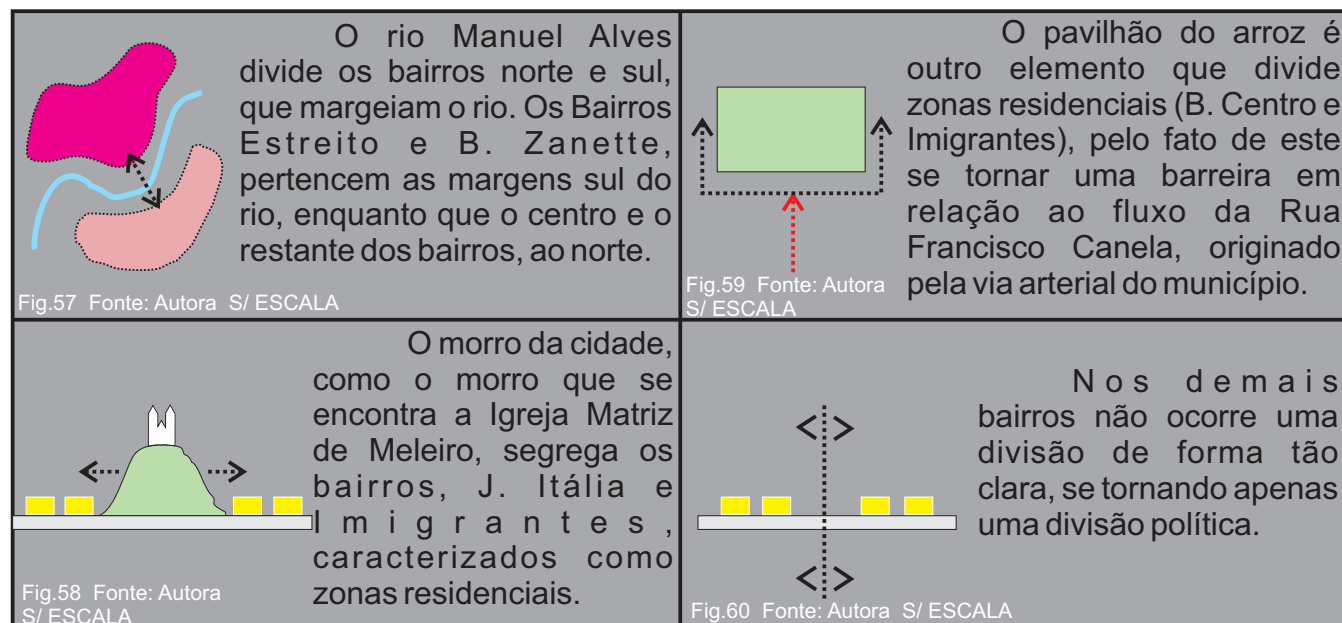 O rio Manuel Alves
divide os bairros norte e sul,
que margeiam o rio. Os Bairros
Estreito e B. Zanette,
pertencem as margens sul do
rio, enquanto que o centro e o
restante dos bairros, ao norte.
Fig.57 Fonte: Autora S/ ESCALA
O pavilhão do arroz é
outro elemento que divide
zonas residenciais (B. Centro e
Imigrantes), pelo fato de este
se tornar uma barreira em
relação ao fluxo da Rua
Francisco Canela, originado
pela via arterial do município.
Fig.59 Fonte: Autora
S/ ESCALA
O morro da cidade,
como o morro que se
encontra a Igreja Matriz
de Meleiro, segrega os
bairros, J. Itália e
Imigrantes,
caracterizados como
zonas residenciais.
Fig.58 Fonte: Autora
S/ ESCALA
Nos demais
bairros não ocorre uma
divisão de forma tão
clara, se tornando apenas
uma divisão política.
Fig.60 Fonte: Autora S/ ESCALA